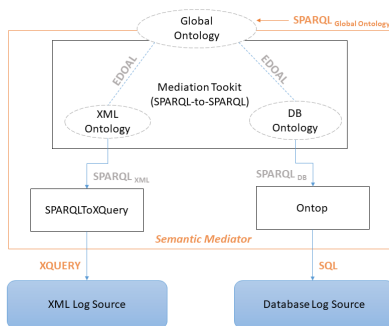 Global
Ontology
SPARQL Global Ontology
EDOAL
EDOAL
Mediation Tookit
(SPARQL-to-SPARQL)
XML
Ontology
DB
Ontology
SPARQL XML
SPARQL DB
SPARQLToXQuery
Ontop
Semantic Mediator
XQUERY
SQL
XML Log Source
Database Log Source